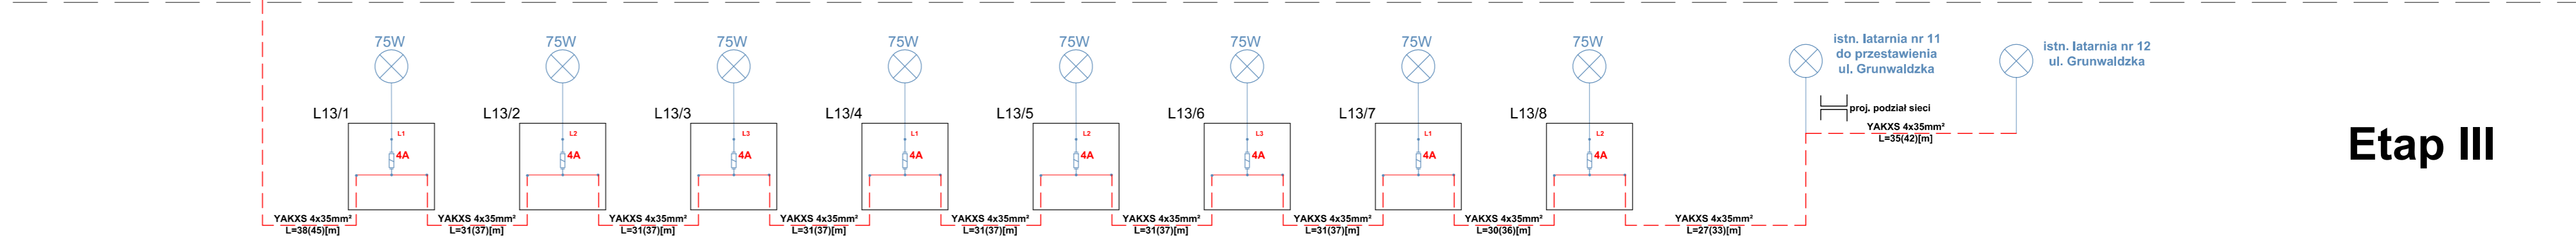 75W
75W
75W
75W
75W
75W
75W
75W
istn. latarnia nr 11
do przestawienia
ul. Grunwaldzka
istn. latarnia nr 12
ul. Grunwaldzka
L13/1
L13/2
L13/3
L13/4
L13/5
L13/6
L13/7
L13/8
proj. podział sieci
L1
L2
L3
L1
L2
L3
L1
L2
4A
4A
4A
4A
4A
4A
4A
4A
YAKXS 4x35mm²
L=35(42)[m]
Etap III
YAKXS 4x35mm²
L=38(45)[m]
YAKXS 4x35mm²
L=31(37)[m]
YAKXS 4x35mm²
L=31(37)[m]
YAKXS 4x35mm²
L=31(37)[m]
YAKXS 4x35mm²
L=31(37)[m]
YAKXS 4x35mm²
L=31(37)[m]
YAKXS 4x35mm²
L=31(37)[m]
YAKXS 4x35mm²
L=30(36)[m]
YAKXS 4x35mm²
L=27(33)[m]